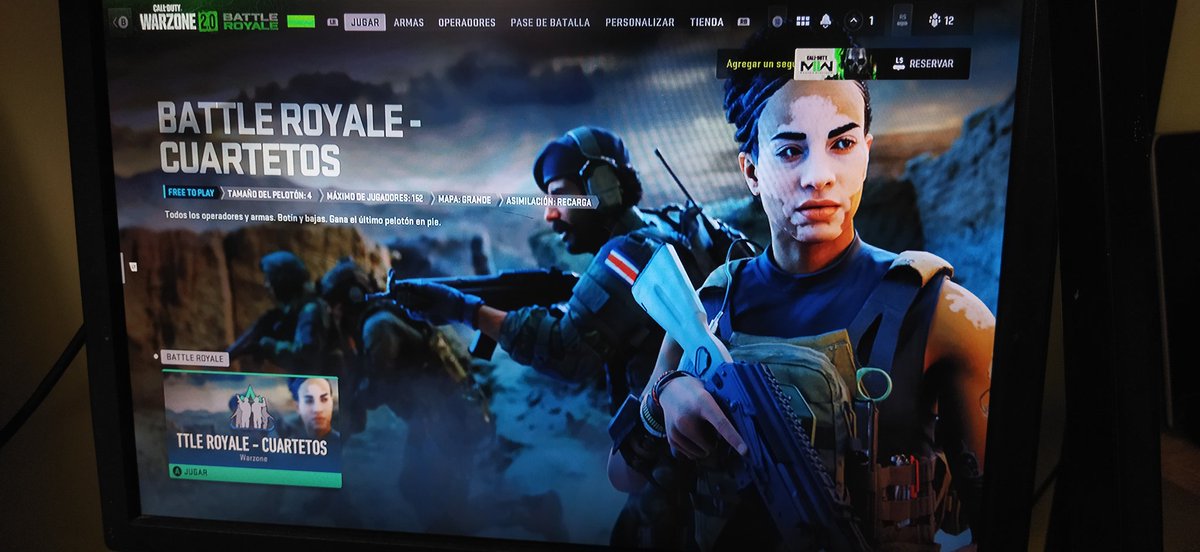 CALL OF DUTY
WARZONE 2.0 BATTLE ROYALE
LB JUGAR ARMAS OPERADORES PASE DE BATALLA PERSONALIZAR TIENDA RB 1 12
Agregar un segu
CALL OF DUTY
MWII
LS RESERVAR
BATTLE ROYALE -
CUARTETOS
FREE TO PLAY TAMAÑO DEL PELOTÓN: 4 MÁXIMO DE JUGADORES: 152 MAPA: GRANDE ASIMILACIÓN: RECARGA
Todos los operadores y armas. Botín y bajas. Gana el último pelotón en pie.
BATTLE ROYALE
TTLE ROYALE - CUARTETOS
Warzone
A JUGAR